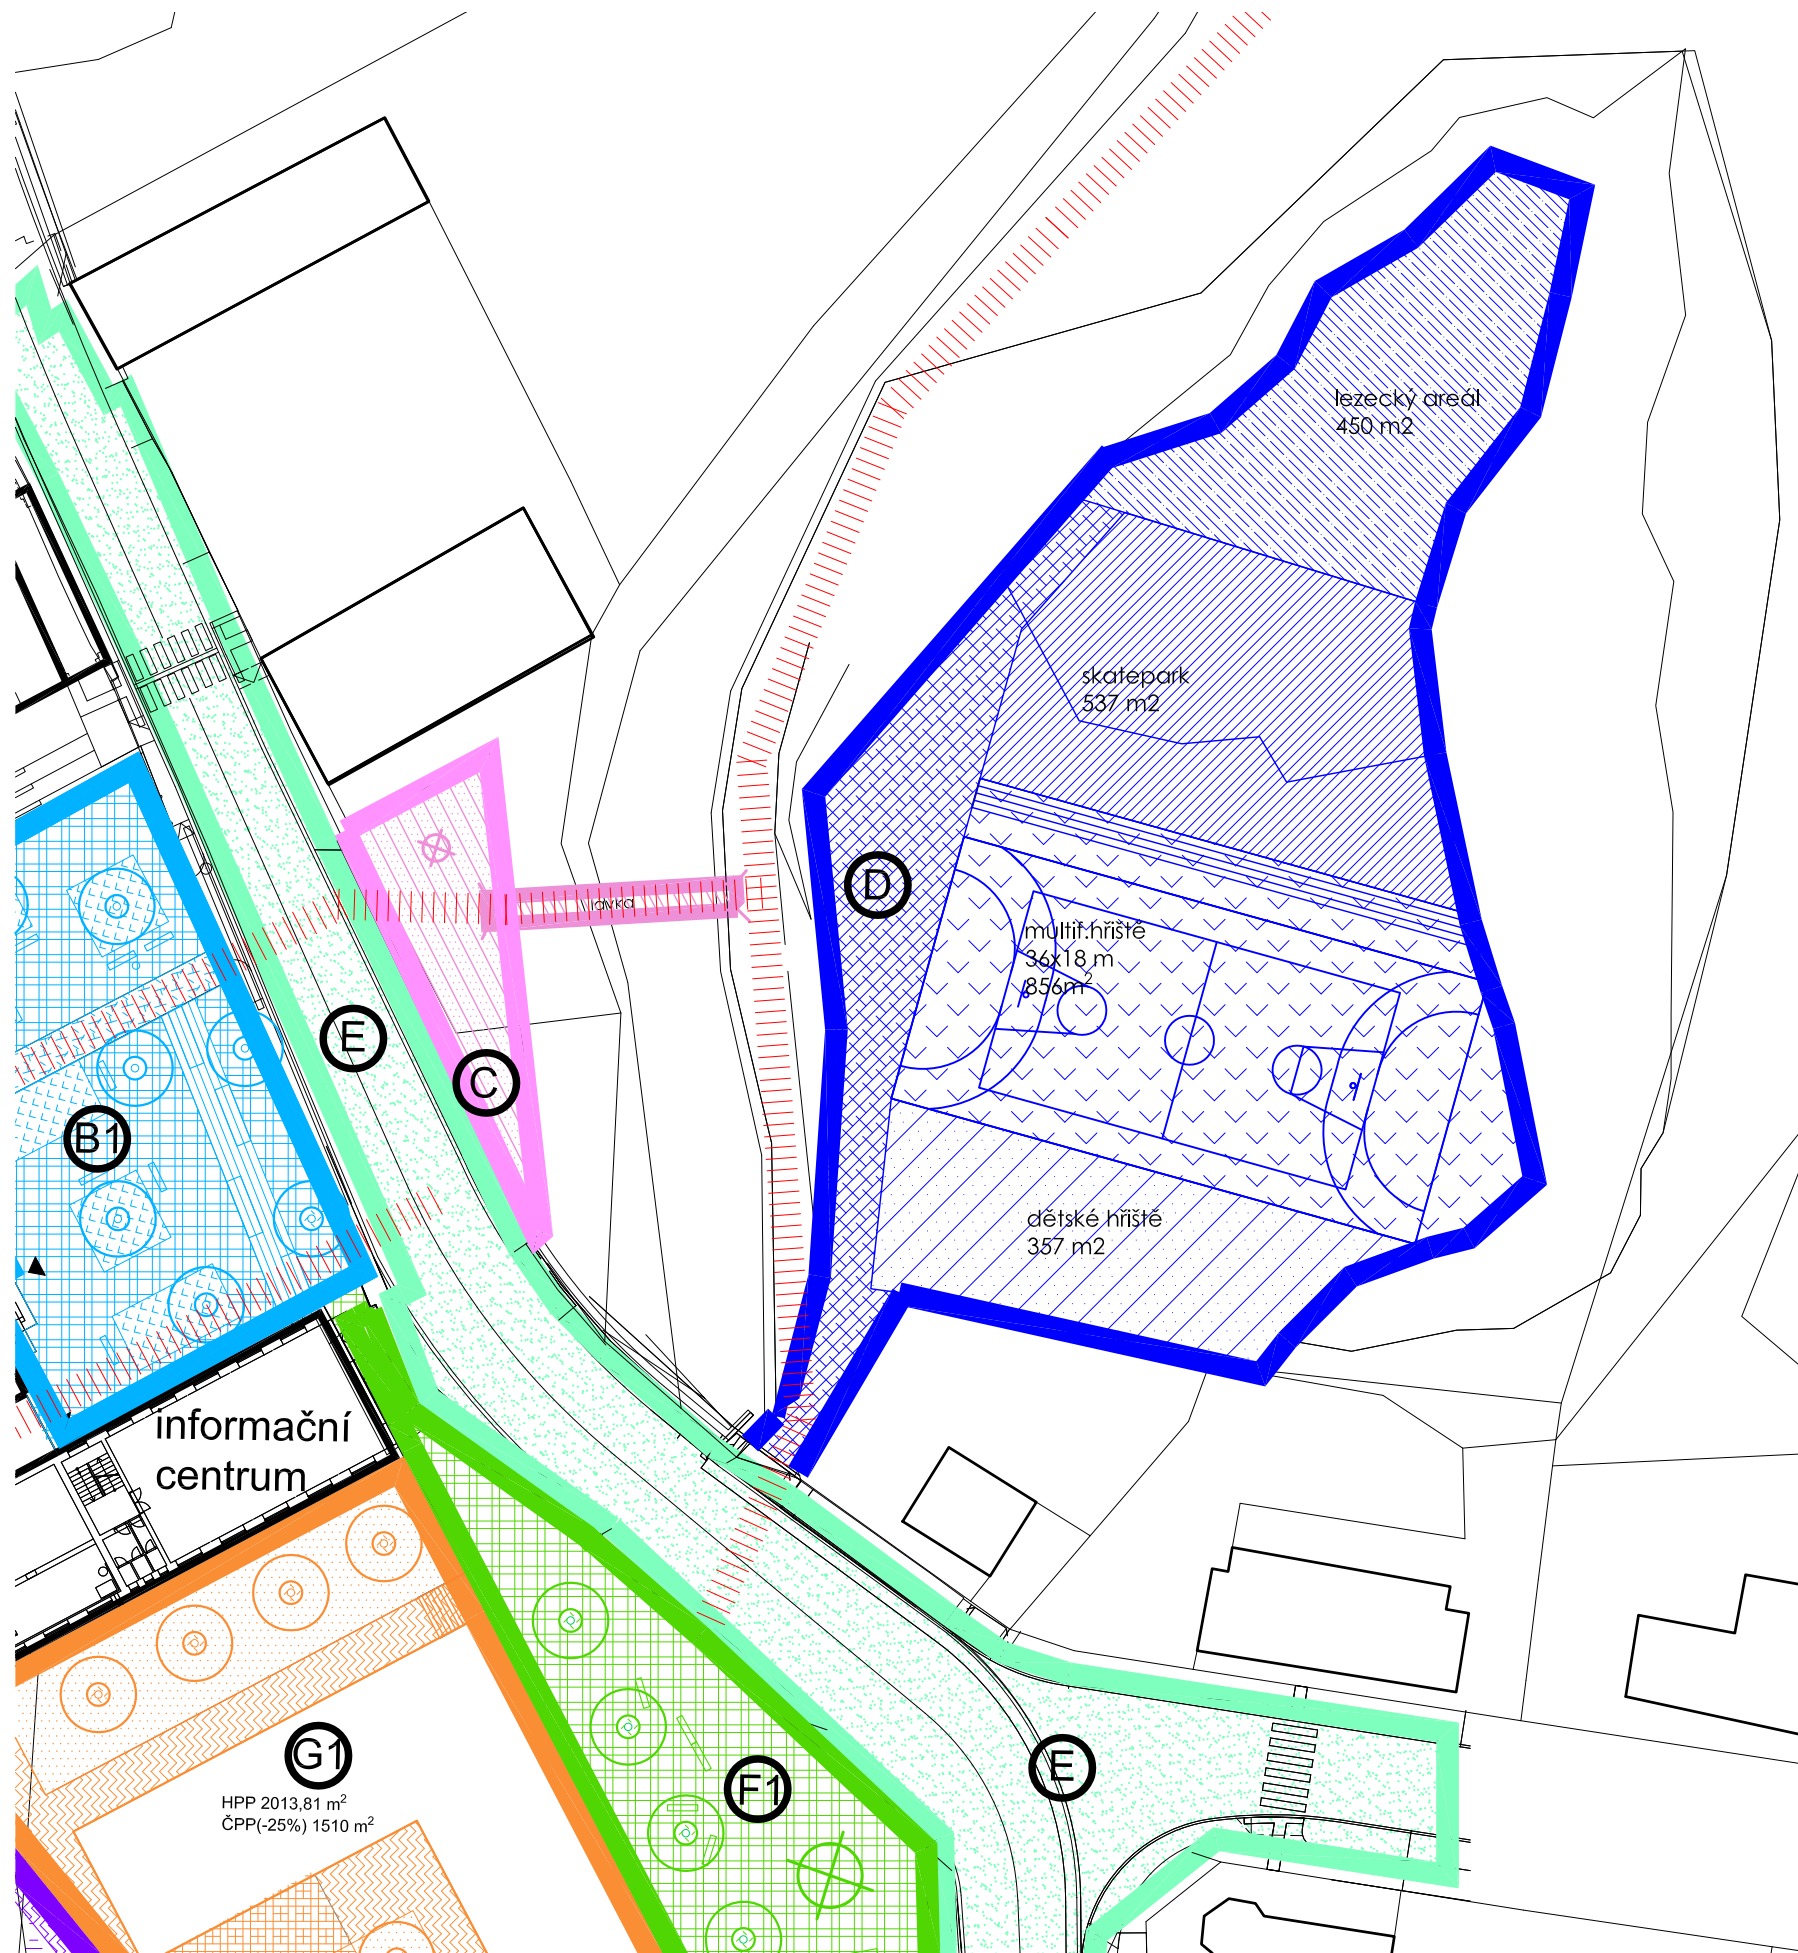 lezecký areál
450 m2
skatepark
537 m2
D
lávka
multif.hřiště
36x18 m
856m²
E
C
B1
dětské hřiště
357 m2
informační
centrum
G1
HPP 2013,81 m²
ČPP(-25%) 1510 m²
F1
E